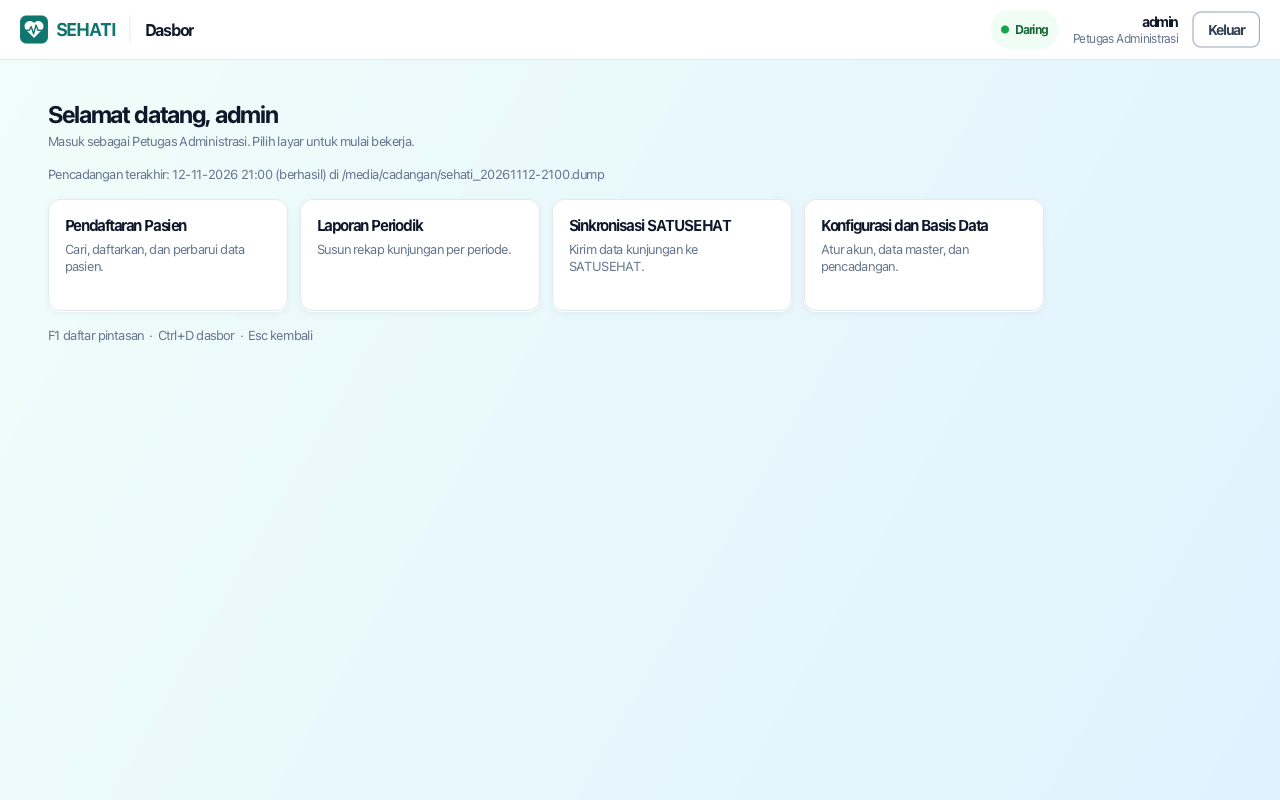 SEHATI
Dasbor
Daring
admin
Petugas Administrasi
Keluar
Selamat datang, admin
Masuk sebagai Petugas Administrasi. Pilih layar untuk mulai bekerja.
Pencadangan terakhir: 12-11-2026 21:00 (berhasil) di /media/cadangan/sehati_20261112-2100.dump
Pendaftaran Pasien
Cari, daftarkan, dan perbarui data
pasien.
Laporan Periodik
Susun rekap kunjungan per periode.
Sinkronisasi SATUSEHAT
Kirim data kunjungan ke
SATUSEHAT.
Konfigurasi dan Basis Data
Atur akun, data master, dan
pencadangan.
F1 daftar pintasan · Ctrl+D dasbor · Esc kembali